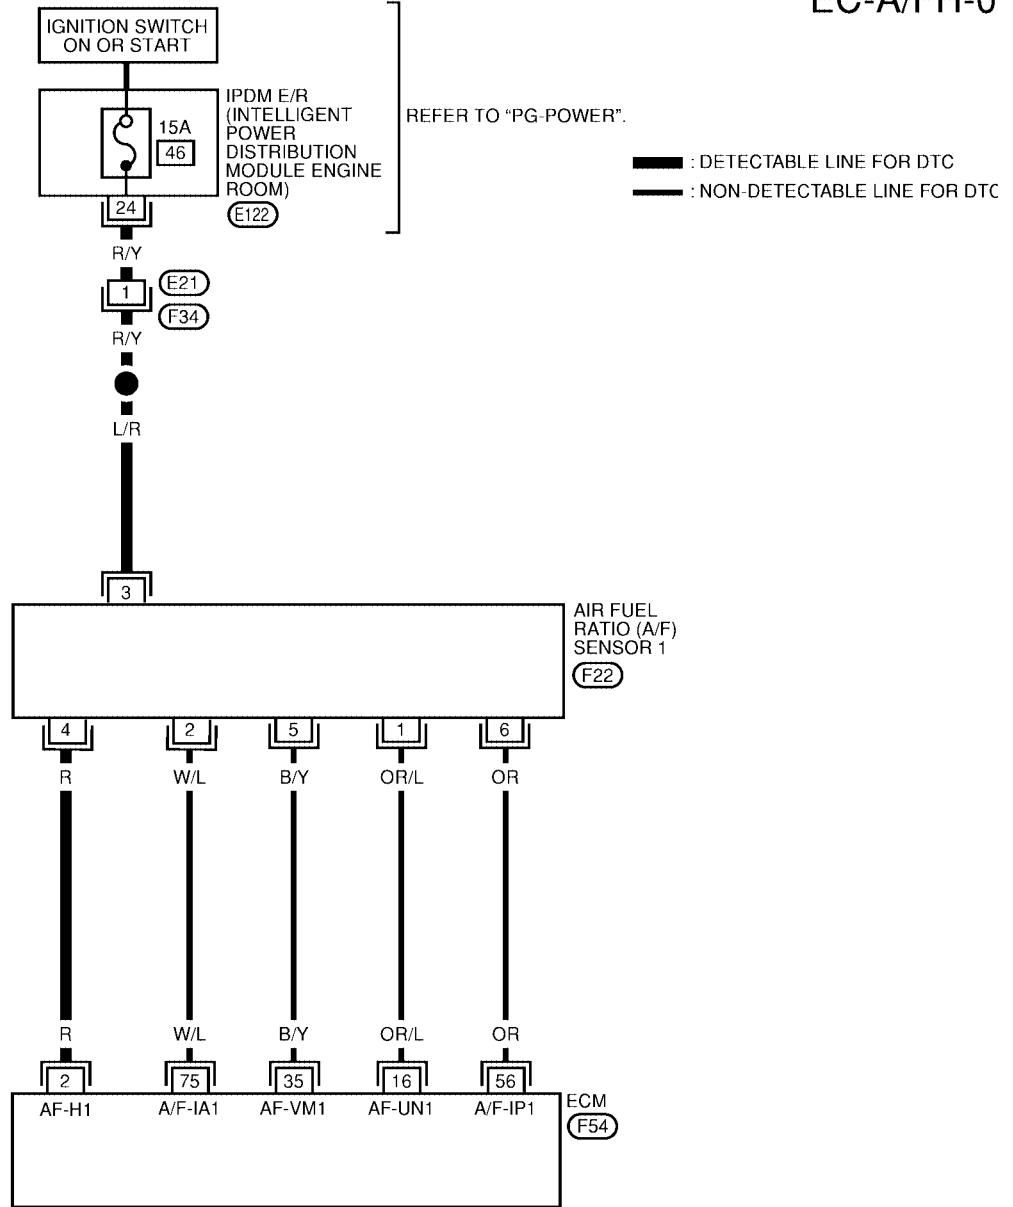 IGNITION SWITCH
ON OR START
IPDM E/R
(INTELLIGENT
POWER
DISTRIBUTION
MODULE ENGINE
ROOM)
E122
15A
46
24
REFER TO “PG-POWER”.
: DETECTABLE LINE FOR DTC
: NON-DETECTABLE LINE FOR DTC
R/Y
1
E21
F34
R/Y
L/R
3
AIR FUEL
RATIO (A/F)
SENSOR 1
F22
4 2 5 1 6
R W/L B/Y OR/L OR
R W/L B/Y OR/L OR
2 75 35 16 56
AF-H1 A/F-IA1 AF-VM1 AF-UN1 A/F-IP1
ECM
F54